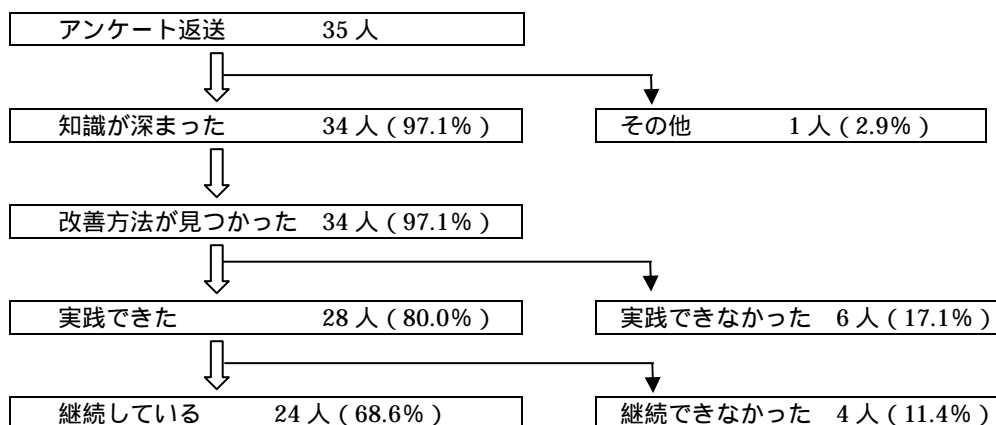 アンケート返送 35 人
知識が深まった 34 人 ( 97.1% )
その他 1 人 ( 2.9% )
改善方法が見つかった 34 人 ( 97.1% )
実践できた 28 人 ( 80.0% )
実践できなかった 6 人 ( 17.1% )
継続している 24 人 ( 68.6% )
継続できなかった 4 人 ( 11.4% )